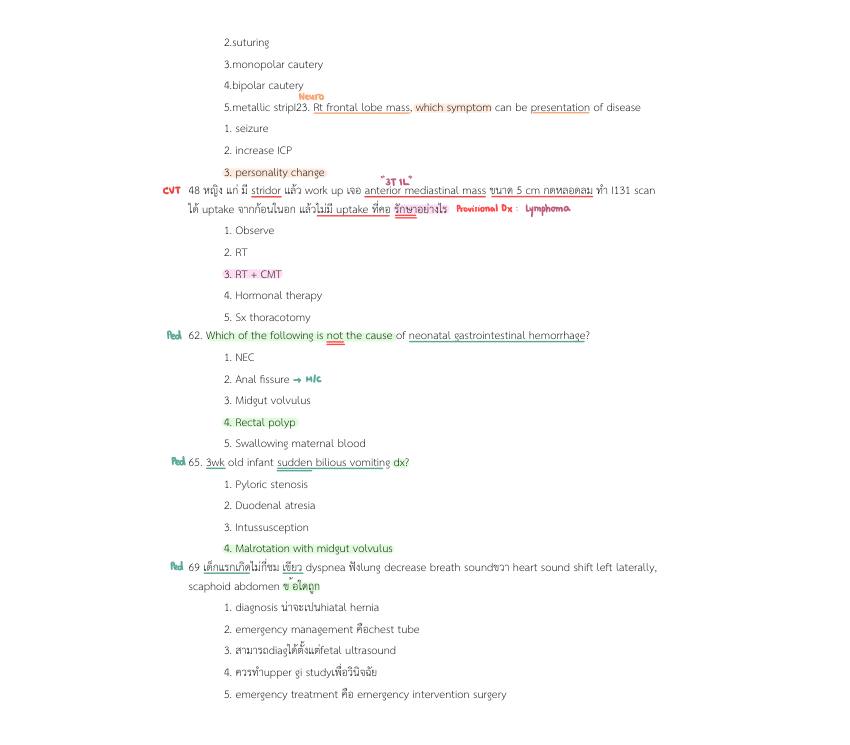 2.suturing
3.monopolar cautery
4.bipolar cautery
Neuro
5.metallic stripl23. Rt frontal lobe mass, which symptom can be presentation of disease
1. seizure
2. increase ICP
3. personality change
"3T 1L"
CVT 48 หญิง แก่ มี stridor แล้ว work up เจอ anterior mediastinal mass ขนาด 5 cm กดหลอดลม ทำ I131 scan
ได้ uptake จากก้อนในอก แล้วไม่มี uptake ที่คอ รักษาอย่างไร Provisional Dx : Lymphoma
1. Observe
2. RT
3. RT + CMT
4. Hormonal therapy
5. Sx thoracotomy
Ped 62. Which of the following is not the cause of neonatal gastrointestinal hemorrhage?
1. NEC
2. Anal fissure → M/C
3. Midgut volvulus
4. Rectal polyp
5. Swallowing maternal blood
Ped 65. 3wk old infant sudden bilious vomiting dx?
1. Pyloric stenosis
2. Duodenal atresia
3. Intussusception
4. Malrotation with midgut volvulus
Ped 69 เด็กแรกเกิดไม่กี่ชม เขียว dyspnea ฟังlung decrease breath soundขวา heart sound shift left laterally,
scaphoid abdomen ข้อใดถูก
1. diagnosis น่าจะเปนhiatal hernia
2. emergency management คือchest tube
3. สามารถdiagได้ตั้งแต่fetal ultrasound
4. ควรทำupper gi studyเพื่อวินิจฉัย
5. emergency treatment คือ emergency intervention surgery